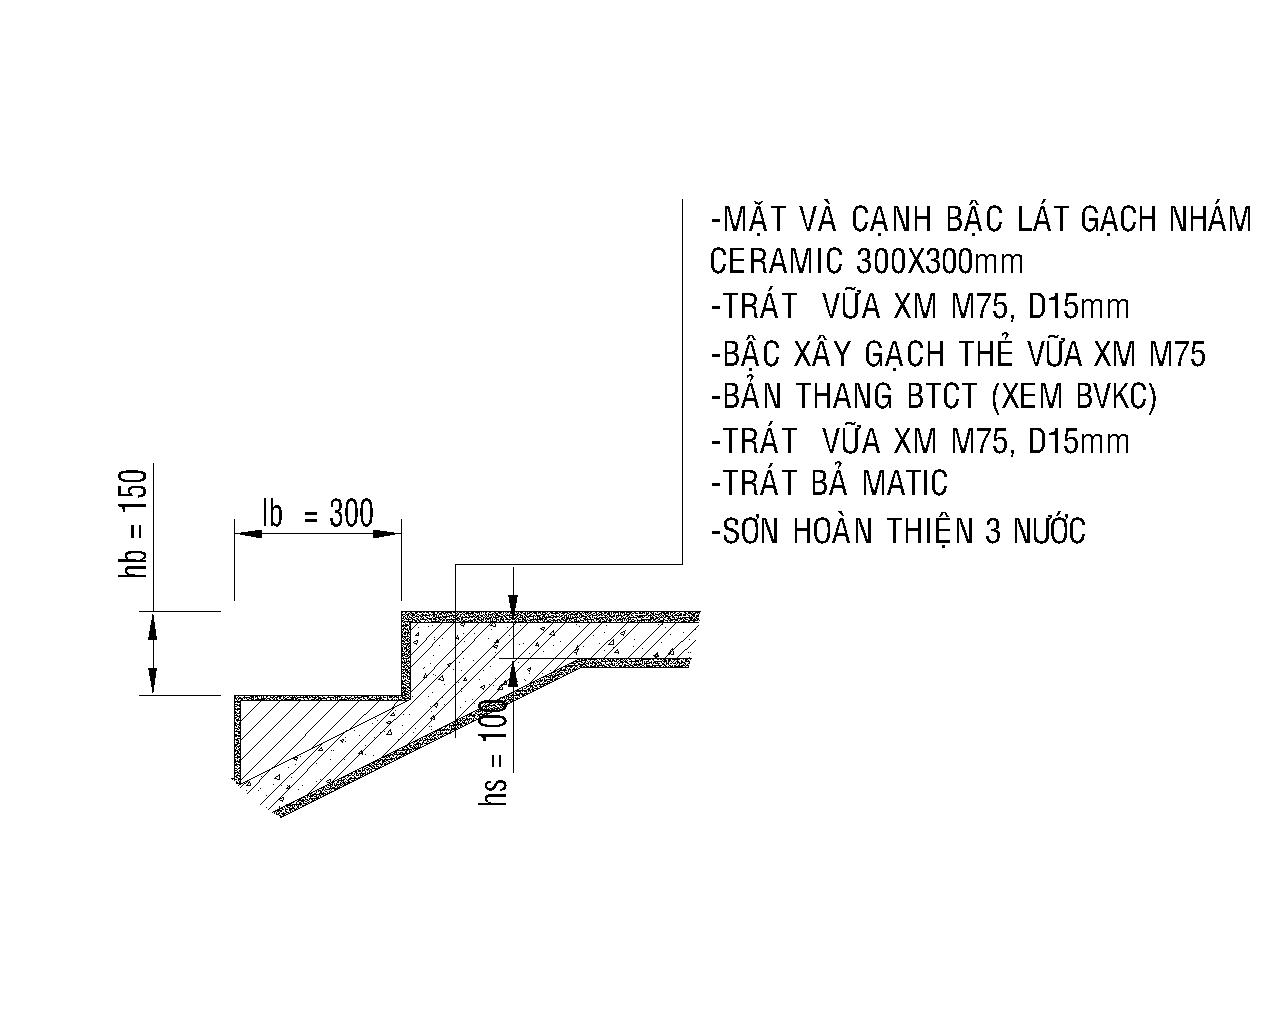 -MẶT VÀ CẠNH BẬC LÁT GẠCH NHÁM
CERAMIC 300X300mm
-TRÁT VỮA XM M75, D15mm
-BẬC XÂY GẠCH THẺ VỮA XM M75
-BẢN THANG BTCT (XEM BVKC)
-TRÁT VỮA XM M75, D15mm
-TRÁT BẢ MATIC
-SƠN HOÀN THIỆN 3 NƯỚC
hb = 150
lb = 300
hs = 100